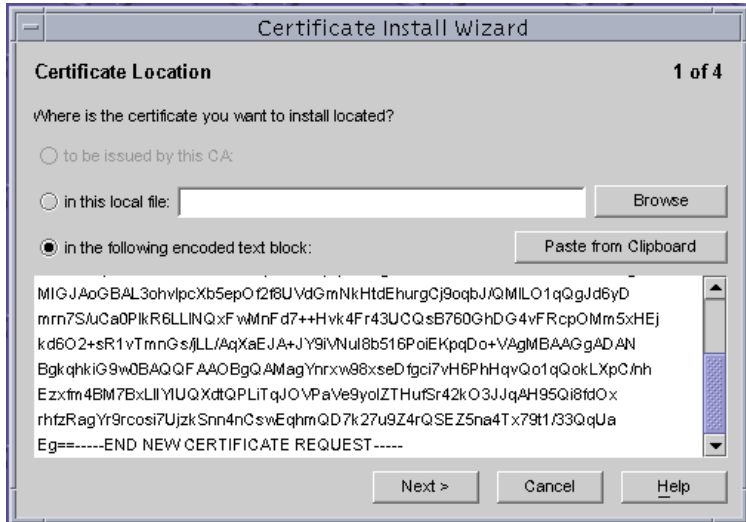 Certificate Install Wizard
Certificate Location 1 of 4
Where is the certificate you want to install located?
to be issued by this CA:
in this local file: Browse
in the following encoded text block: Paste from Clipboard
MIGJAoGBAL3ohvlpcXb5epOf2f8UVdGmNkHtdEhurgCj9oqbJ/QMILO1qQgJd6yD
mrn7S/uCa0PlkR6LLINQxFwMnFd7++Hvk4Fr43UCQsB760GhDG4vFRcpOMm5xHEj
kd6O2+sR1vTmnGs/jLL/AqXaEJA+JY9iVNul8b516PoiEKpqDo+VAgMBAAGgADAN
BgkqhkiG9w0BAQQFAAOBgQAMagYnrxw98xseDfgci7vH6PhHqvQo1qQokLXpC/nh
Ezxfm4BM7BxLIIYlUQXdtQPLiTqJOVPaVe9yolZTHufSr42kO3JJqAH95Qi8fdOx
rhfzRagYr9rcosi7UjzkSnn4nCswEqhmQD7k27u9Z4rQSEZ5na4Tx79t1/33QqUa
Eg==-----END NEW CERTIFICATE REQUEST-----
Next > Cancel Help